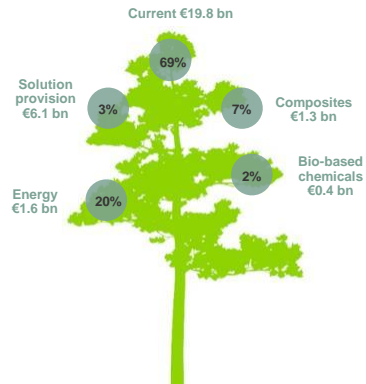 Current €19.8 bn
69%
Solution
provision
€6.1 bn
3%
7%
Composites
€1.3 bn
Bio-based
chemicals
€0.4 bn
2%
Energy
€1.6 bn
20%